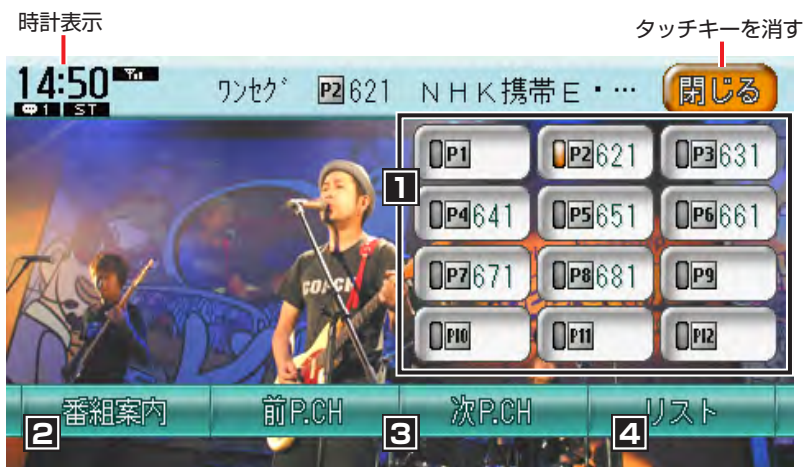 時計表示
タッチキーを消す
14:50
1 ST
ワンセグ P2 621 NHK携帯E・… 閉じる
P1 P2 621 P3 631
1
P4 641 P5 651 P6 661
COACH
P7 671 P8 681 P9
P10 P11 P12
番組案内 前P.CH 次P.CH リスト
2 3 4